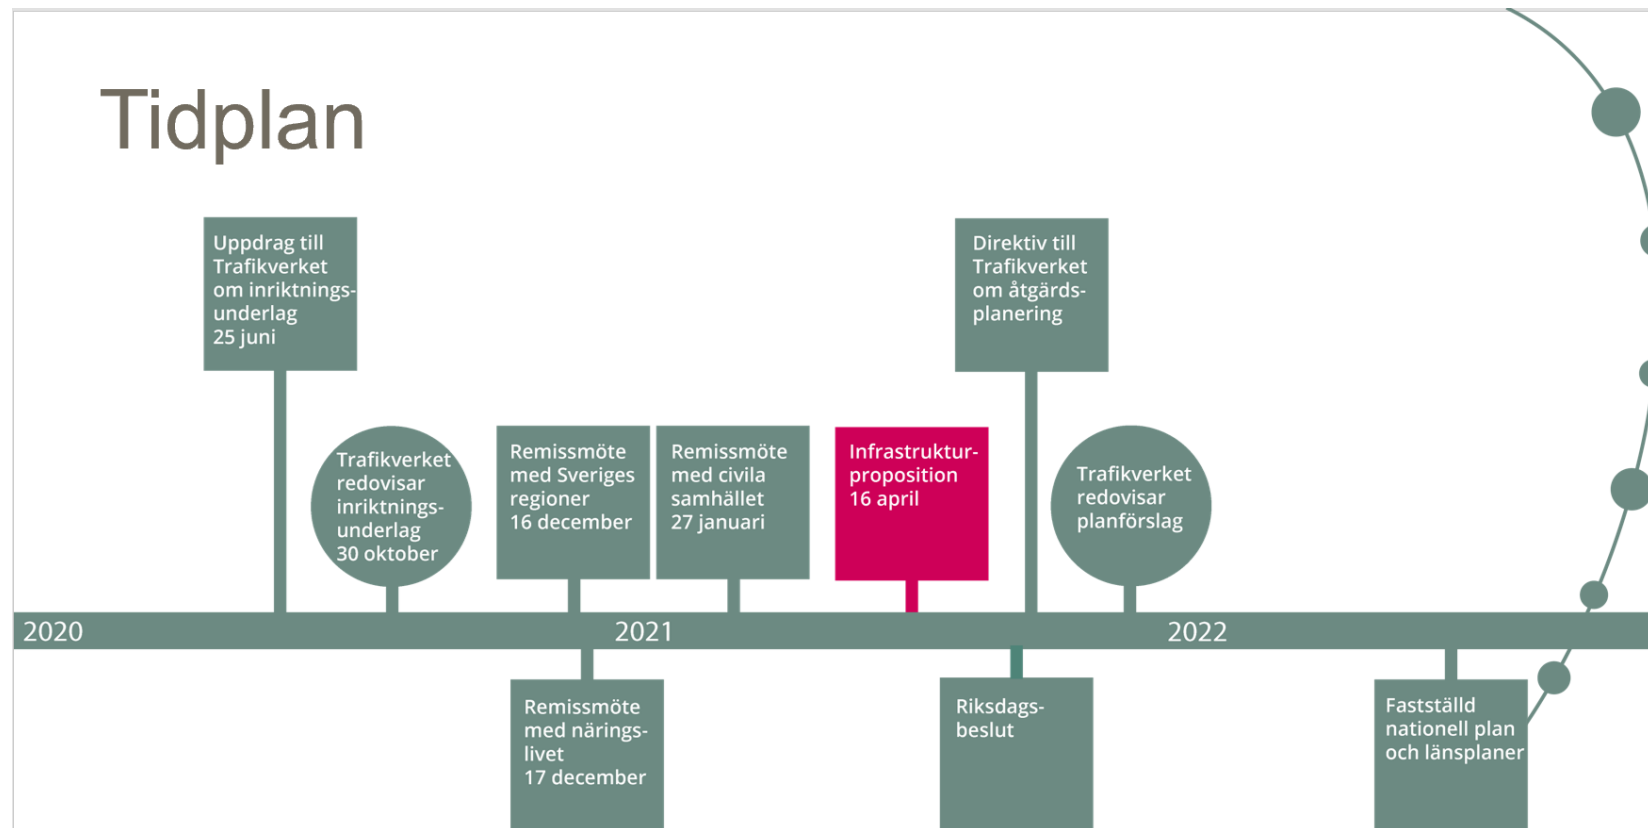 Tidplan
Uppdrag till
Trafikverket
om inriktnings-
underlag
25 juni
Direktiv till
Trafikverket
om åtgärds-
planering
Trafikverket
redovisar
inriktnings-
underlag
30 oktober
Remissmöte
med Sveriges
regioner
16 december
Remissmöte
med civila
samhället
27 januari
Infrastruktur-
proposition
16 april
Trafikverket
redovisar
planförslag
2020
2021
2022
Remissmöte
med närings-
livet
17 december
Riksdags-
beslut
Fastställd
nationell plan
och länsplaner